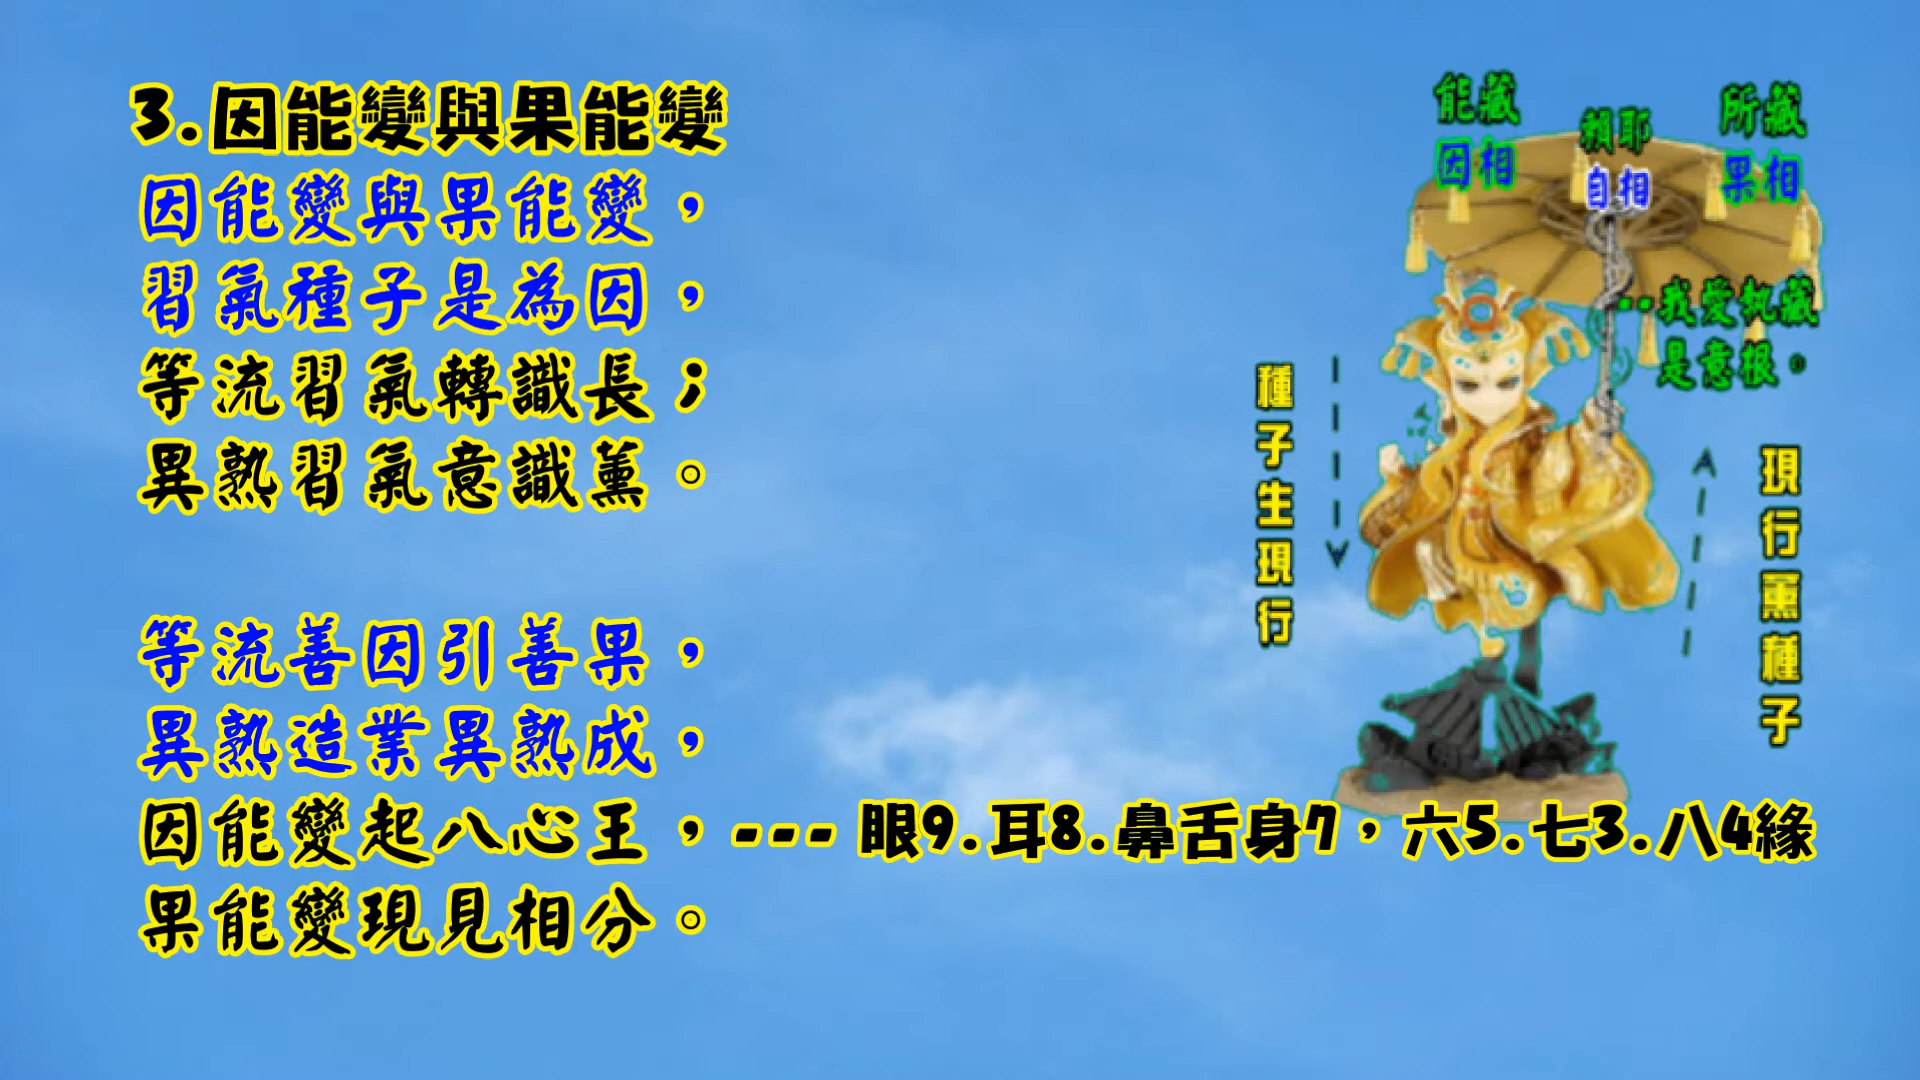 3.因能變與果能變
因能變與果能變，
習氣種子是為因，
等流習氣轉識長；
異熟習氣意識薰。
等流善因引善果，
異熟造業異熟成，
因能變起八心王，--- 眼9.耳8.鼻舌身7，六5.七3.八4緣
果能變現見相分。
能藏
因相
賴耶
自相
所藏
果相
--我愛執藏
是意根。
種子生現行
現行薰種子